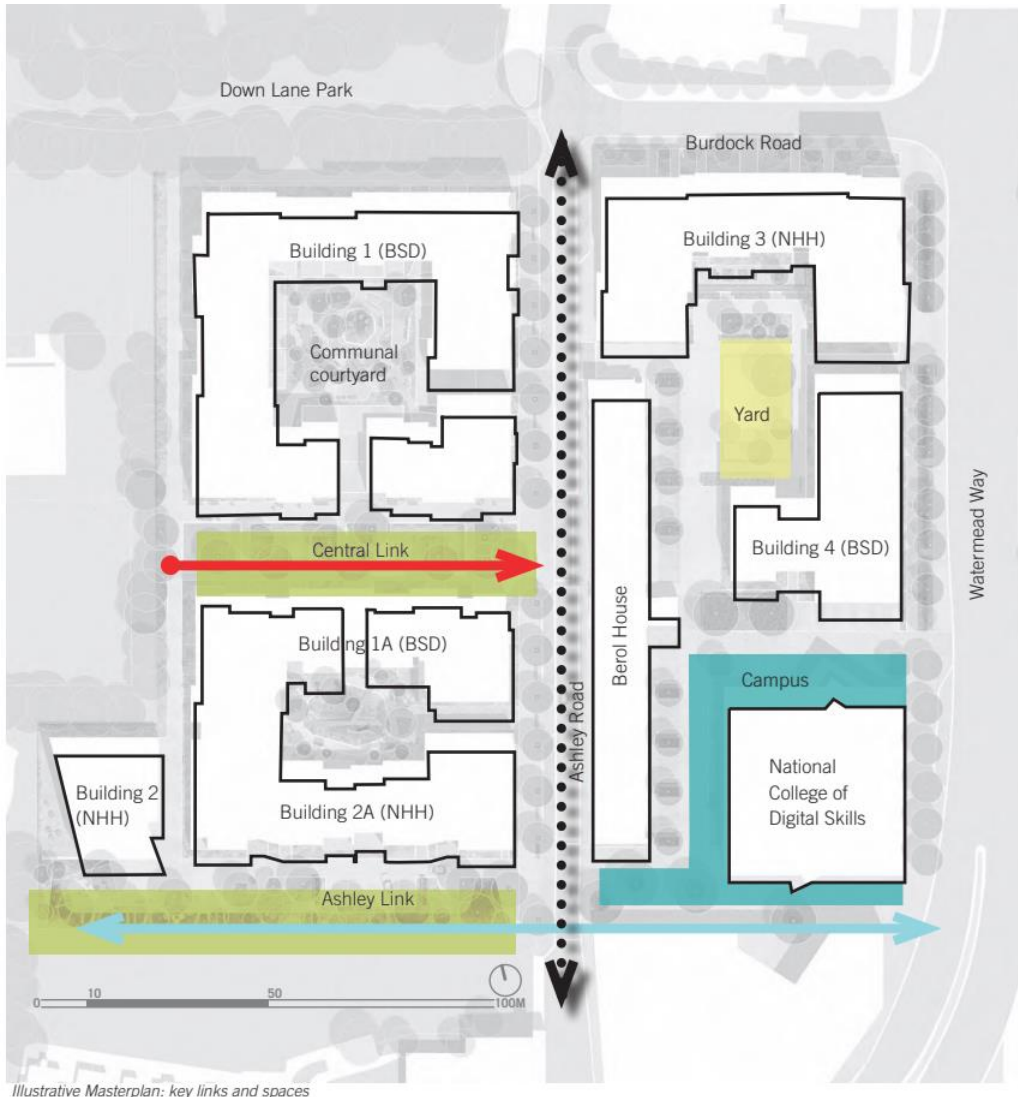 Down Lane Park
Burdock Road
Building 1 (BSD)
Building 3 (NHH)
Communal
courtyard
Yard
Watermead Way
Central Link
Building 4 (BSD)
Berol House
Building 1A (BSD)
Ashley Road
Campus
National
College of
Digital Skills
Building 2
(NHH)
Building 2A (NHH)
Ashley Link
0 10 50 100M
Illustrative Masterplan: key links and spaces